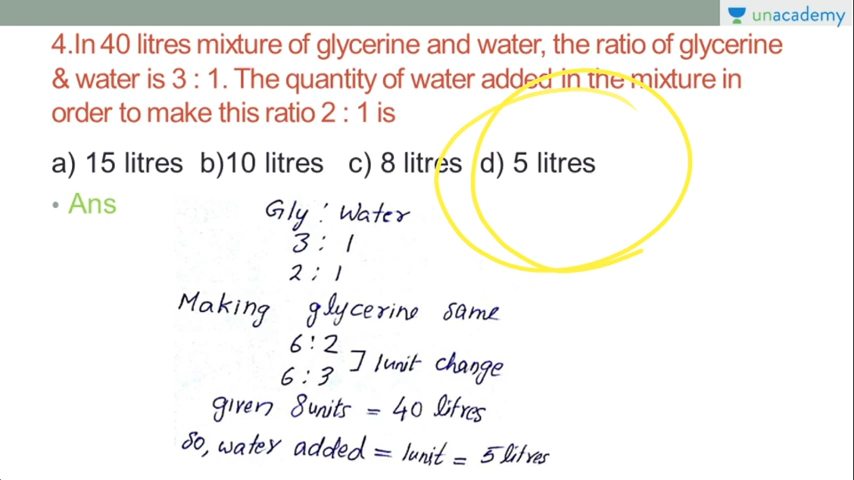 unacademy
4.In 40 litres mixture of glycerine and water, the ratio of glycerine
& water is 3 : 1. The quantity of water added in the mixture in
order to make this ratio 2 : 1 is
a) 15 litres b)10 litres c) 8 litres d) 5 litres
• Ans
Gly : Water
3 : 1
2 : 1
Making glycerine same
6 : 2
6 : 3 ] 1unit change
given 8units = 40 litres
So, water added = 1unit = 5 litres